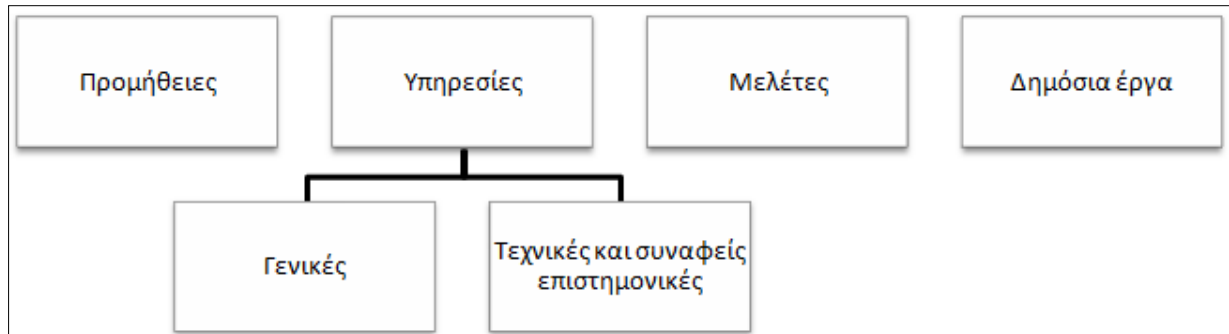 Προμήθειες
Υπηρεσίες
Μελέτες
Δημόσια έργα
Γενικές
Τεχνικές και συναφείς
επιστημονικές